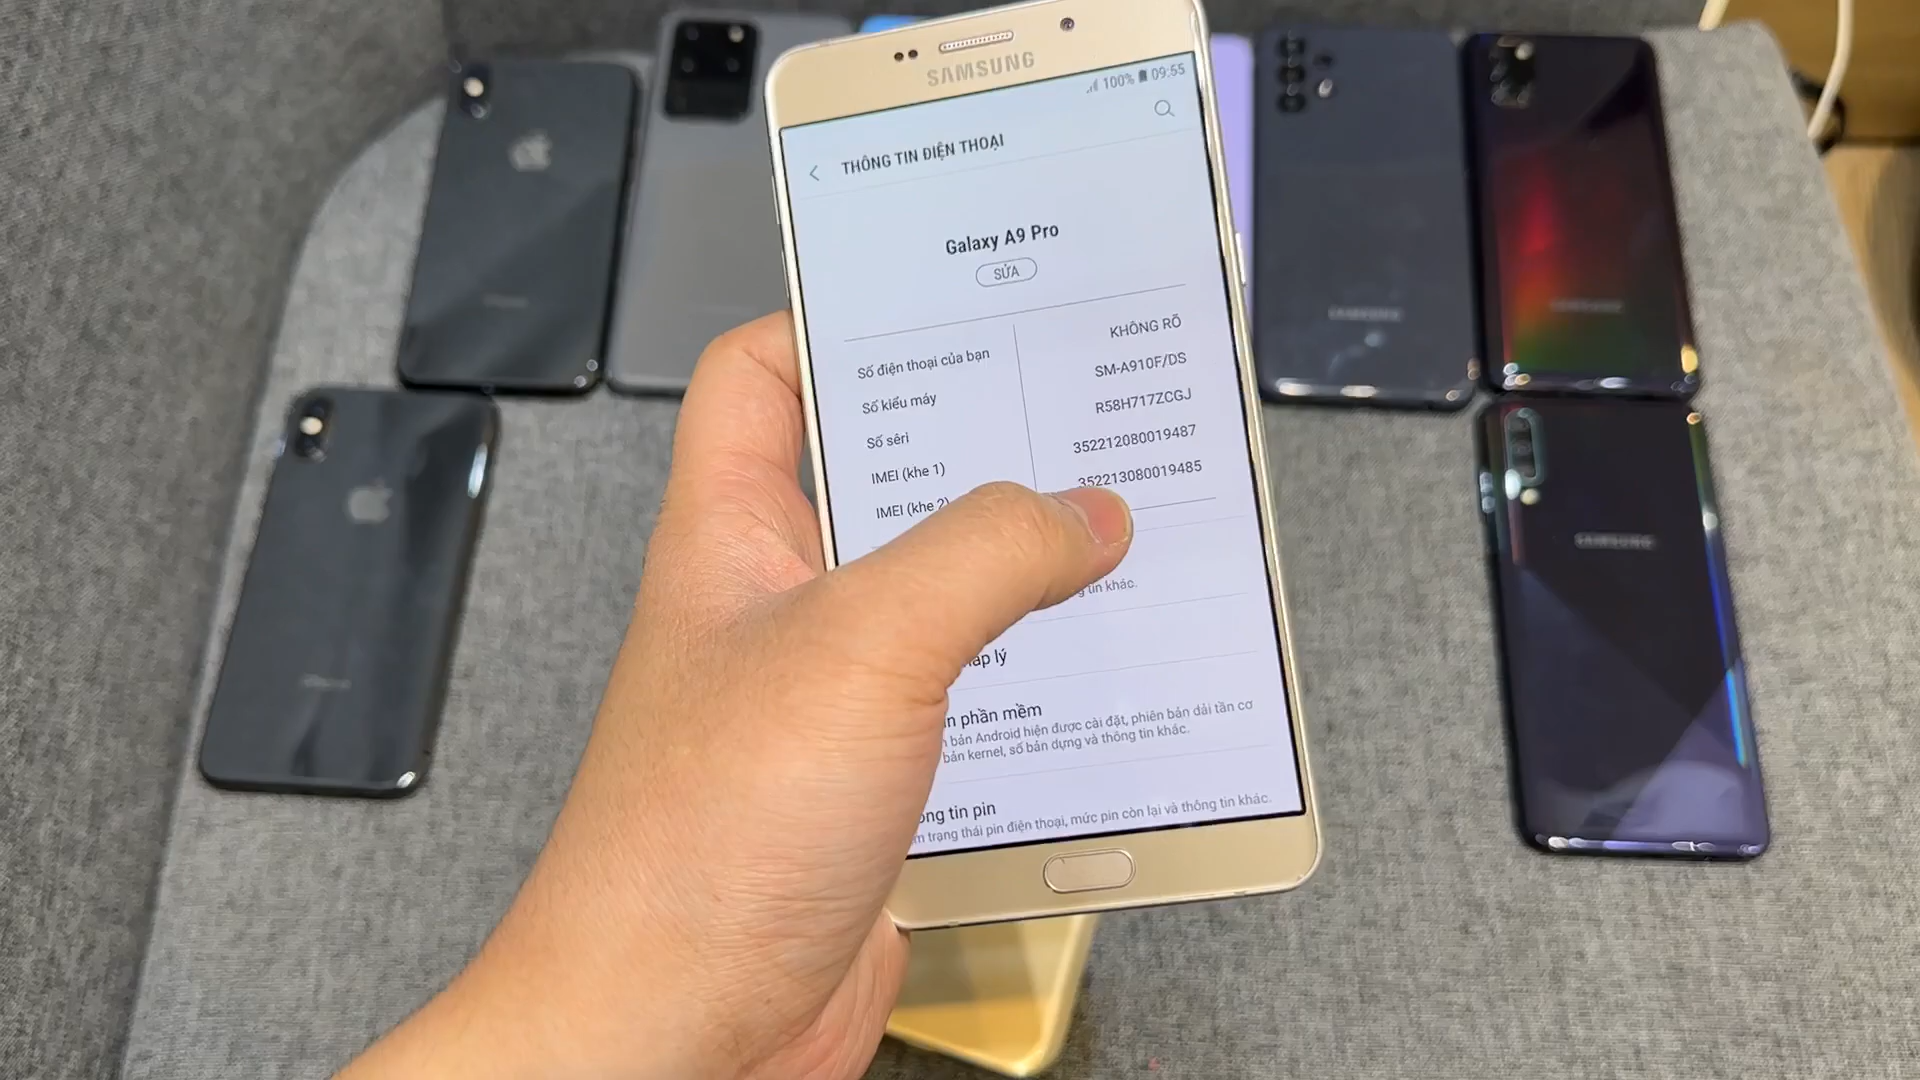 SAMSUNG
100% 09:55
THÔNG TIN ĐIỆN THOẠI
Galaxy A9 Pro
SỬA
Số điện thoại của bạn KHÔNG RÕ
Số kiểu máy SM-A910F/DS
Số sêri R58H717ZCGJ
IMEI (khe 1) 352212080019487
IMEI (khe 2) 352213080019485
tin khác.
lý
phần mềm
bản Android hiện được cài đặt, phiên bản dải tần cơ
bản kernel, số bản dựng và thông tin khác.
tin pin
trạng thái pin điện thoại, mức pin còn lại và thông tin khác.
SAMSUNG
SAMSUNG
SAMSUNG